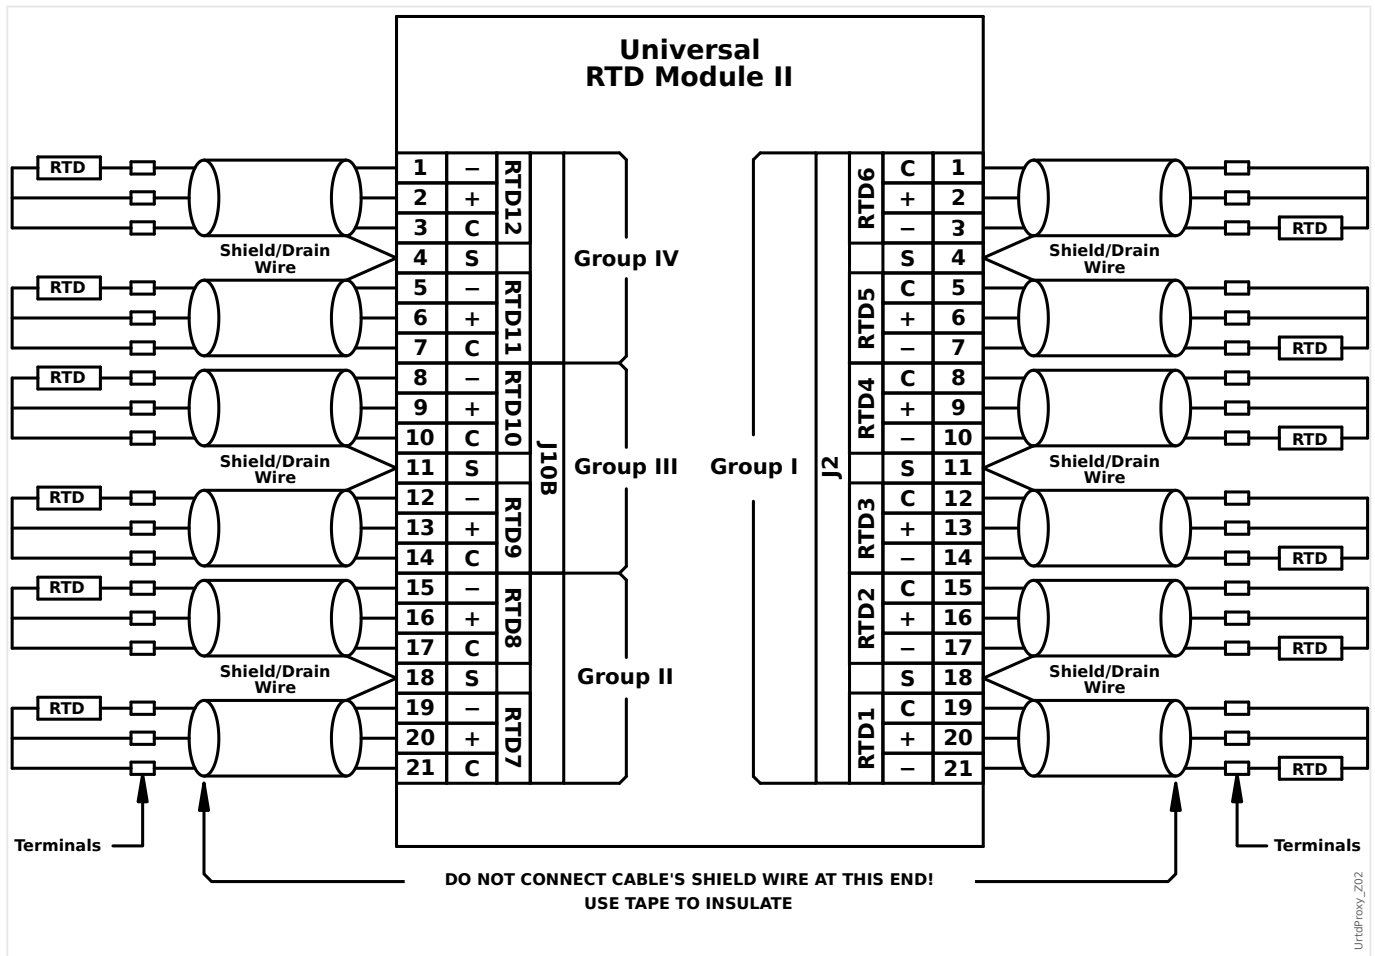 Universal
RTD Module II
RTD 1 − RTD12 RTD6 C 1
2 + + 2
3 C − 3 RTD
Shield/Drain
Wire
4 S Group IV S 4
Shield/Drain
Wire
RTD 5 − RTD11 RTD5 C 5
6 + + 6
7 C − 7 RTD
RTD 8 − RTD10 RTD4 C 8
9 + + 9
10 C − 10 RTD
Shield/Drain
Wire
11 S J10B Group III Group I J2 S 11
Shield/Drain
Wire
RTD 12 − RTD9 RTD3 C 12
13 + + 13
14 C − 14 RTD
RTD 15 − RTD8 RTD2 C 15
16 + + 16
17 C − 17 RTD
Shield/Drain
Wire
18 S Group II S 18
Shield/Drain
Wire
RTD 19 − RTD7 RTD1 C 19
20 + + 20
21 C − 21 RTD
Terminals
Terminals
DO NOT CONNECT CABLE'S SHIELD WIRE AT THIS END!
USE TAPE TO INSULATE
UrtdProxy_Z02